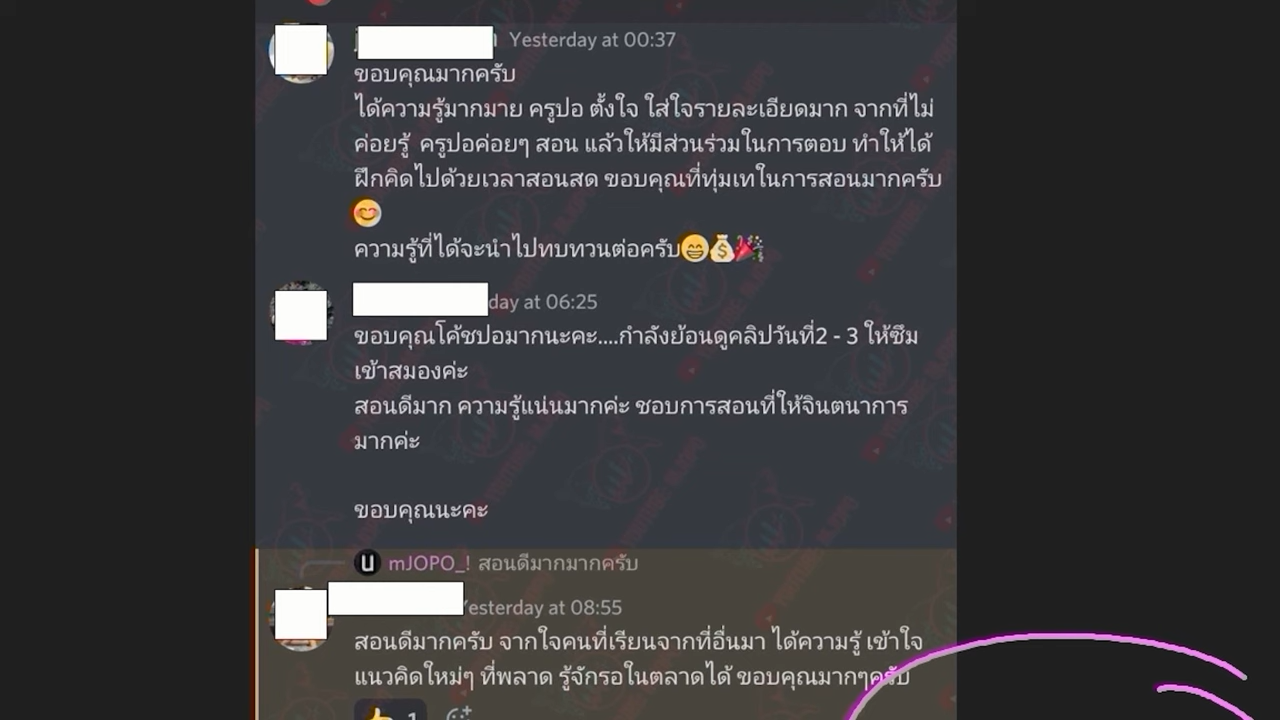 Yesterday at 00:37
ขอบคุณมากครับ
ได้ความรู้มากมาย ครูปอ ตั้งใจ ใส่ใจรายละเอียดมาก จากที่ไม่
ค่อยรู้ ครูปอค่อยๆ สอน แล้วให้มีส่วนร่วมในการตอบ ทำให้ได้
ฝึกคิดไปด้วยเวลาสอนสด ขอบคุณที่ทุ่มเทในการสอนมากครับ
😊
ความรู้ที่ได้จะนำไปทบทวนต่อครับ😁💰🎉
day at 06:25
ขอบคุณโค้ชปอมากนะคะ....กำลังย้อนดูคลิปวันที่2 - 3 ให้ซึม
เข้าสมองค่ะ
สอนดีมาก ความรู้แน่นมากค่ะ ชอบการสอนที่ให้จินตนาการ
มากค่ะ
ขอบคุณนะคะ
mJOPO_! สอนดีมากมากครับ
Yesterday at 08:55
สอนดีมากครับ จากใจคนที่เรียนจากที่อื่นมา ได้ความรู้ เข้าใจ
แนวคิดใหม่ๆ ที่พลาด รู้จักรอในตลาดได้ ขอบคุณมากๆครับ
👍 1